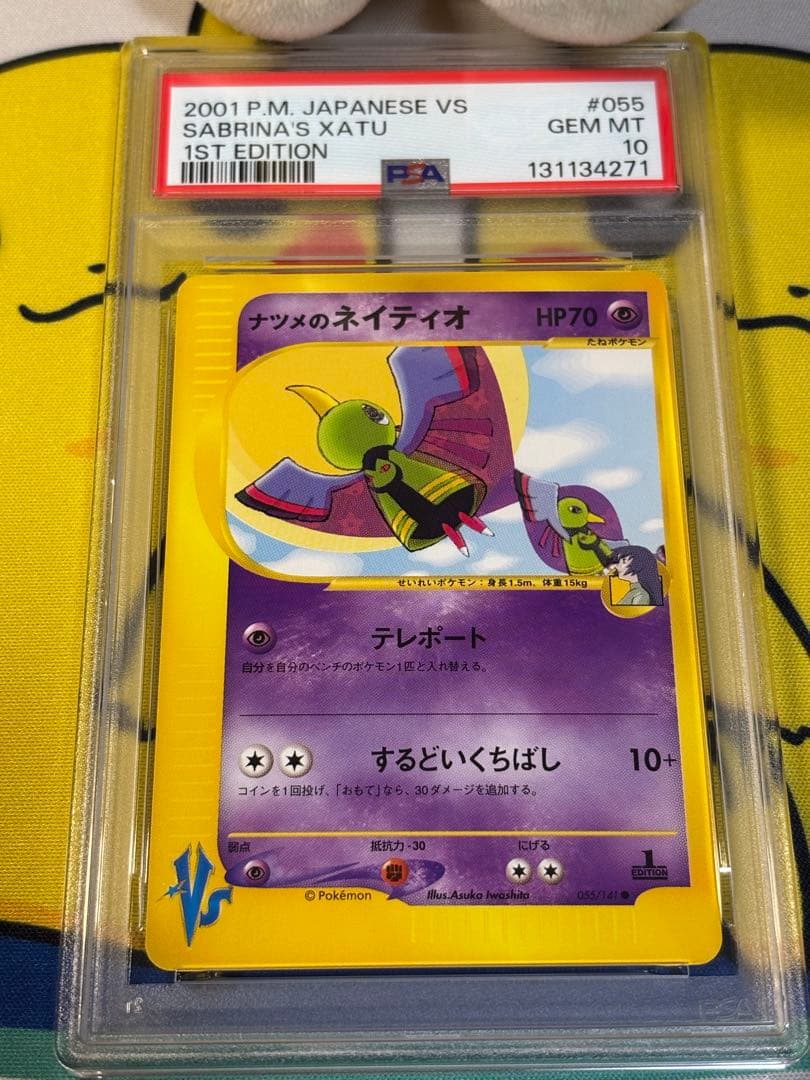 2001 P.M. JAPANESE VS #055
SABRINA'S XATU GEM MT
1ST EDITION 10
PSA 131134271
ナツメのネイティオ HP70
たねポケモン
せいれいポケモン：身長1.5m、体重15kg
テレポート
自分を自分のベンチのポケモン1匹と入れ替える。
するどいくちばし 10+
コインを1回投げ、「おもて」なら、30ダメージを追加する。
弱点 抵抗力-30 にげる
1
EDITION
VS
© Pokémon Illus.Asuka Iwashita 055/141